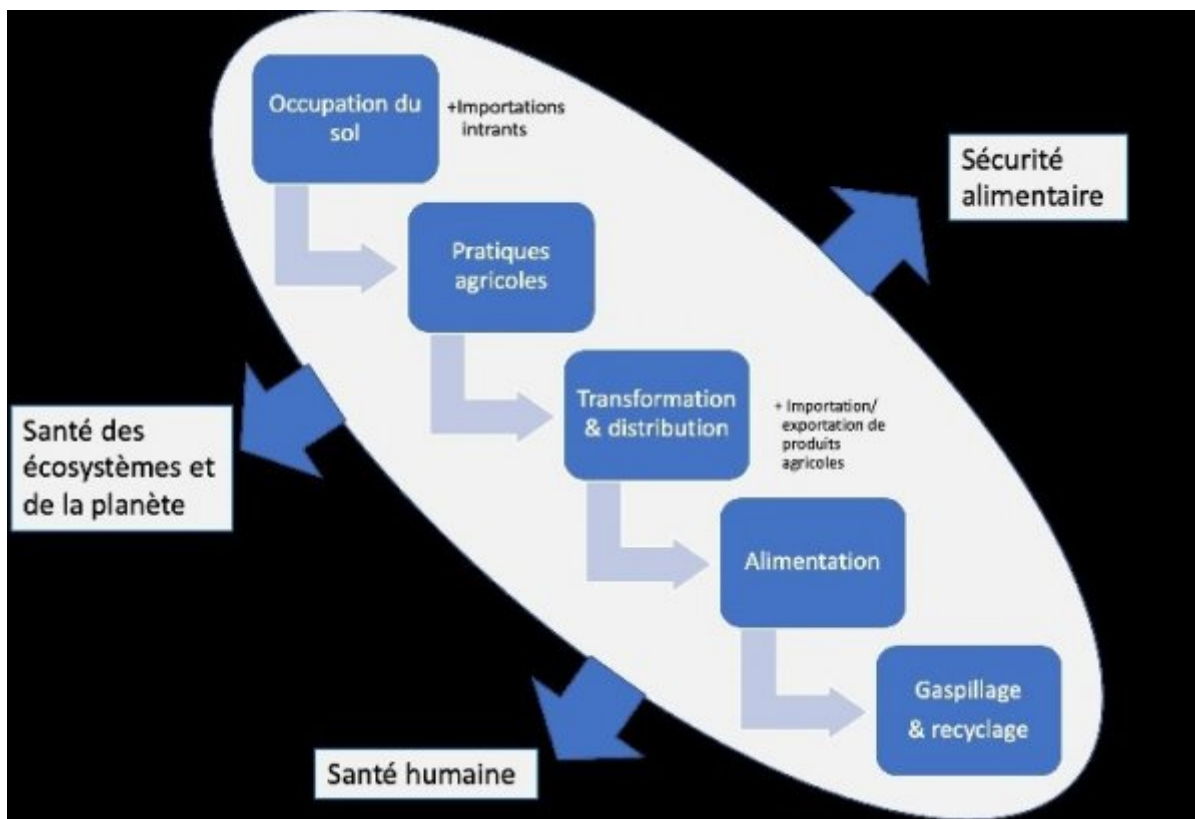 Occupation du
sol
+Importations
intrants
Sécurité
alimentaire
Pratiques
agricoles
Transformation
& distribution
+ Importation/
exportation de
produits
agricoles
Santé des
écosystèmes et
de la planète
Alimentation
Gaspillage
& recyclage
Santé humaine